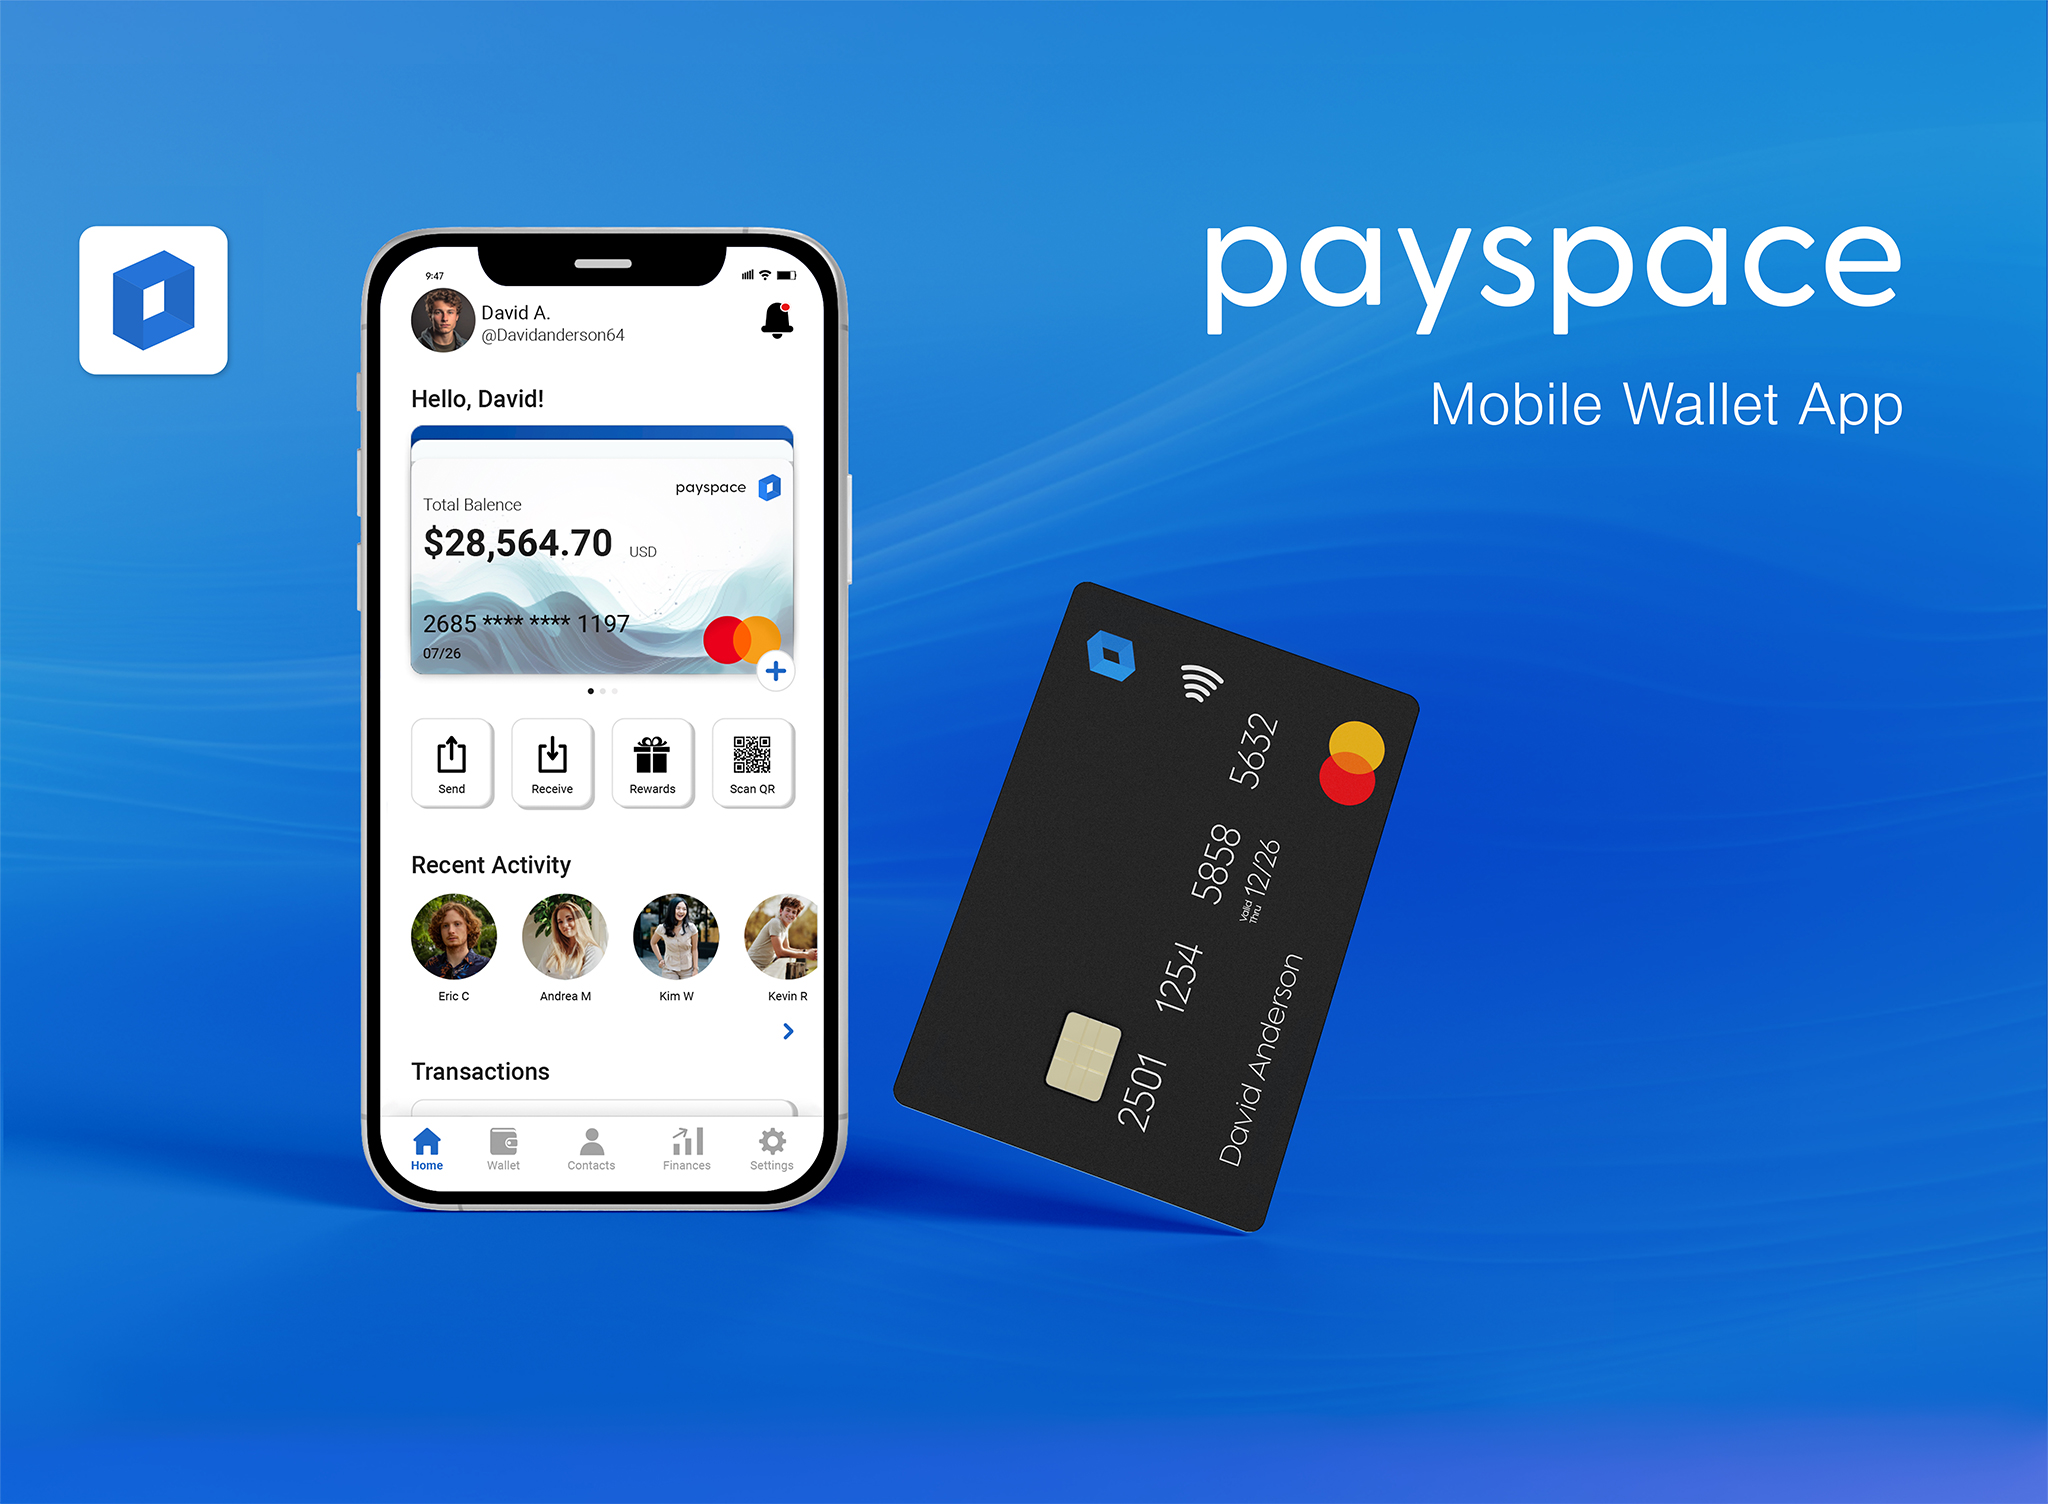 payspace
Mobile Wallet App
9:47
David A.
@Davidanderson64
Hello, David!
payspace
Total Balence
$28,564.70 USD
2685 **** **** 1197
07/26
Send
Receive
Rewards
Scan QR
Recent Activity
Eric C
Andrea M
Kim W
Kevin R
Transactions
Home
Wallet
Contacts
Finances
Settings
2501 1254 5858 5632
Valid Thru 12/26
David Anderson